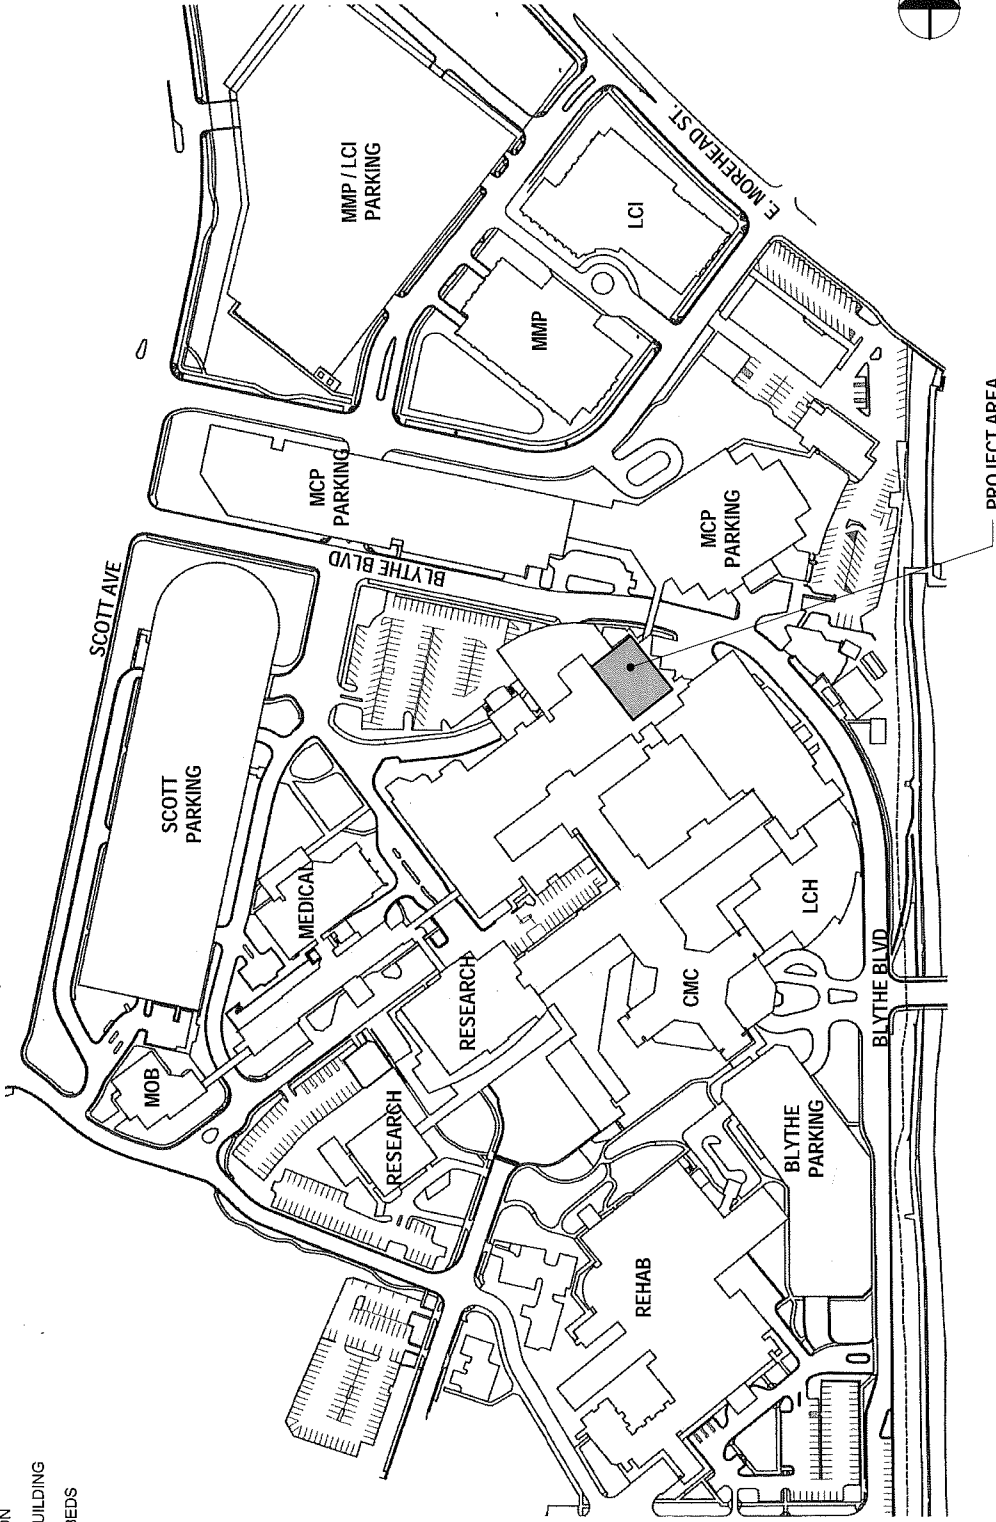 E. MOREHEAD ST.
MMP / LCI
PARKING
LCI
MMP
MCP
PARKING
MCP
PARKING
PROJECT AREA
SCOTT AVE
BLYTHE BLVD
SCOTT
PARKING
MEDICAL
RESEARCH
CMC
LCH
BLYTHE BLVD
MOB
RESEARCH
BLYTHE
PARKING
REHAB
BEDS